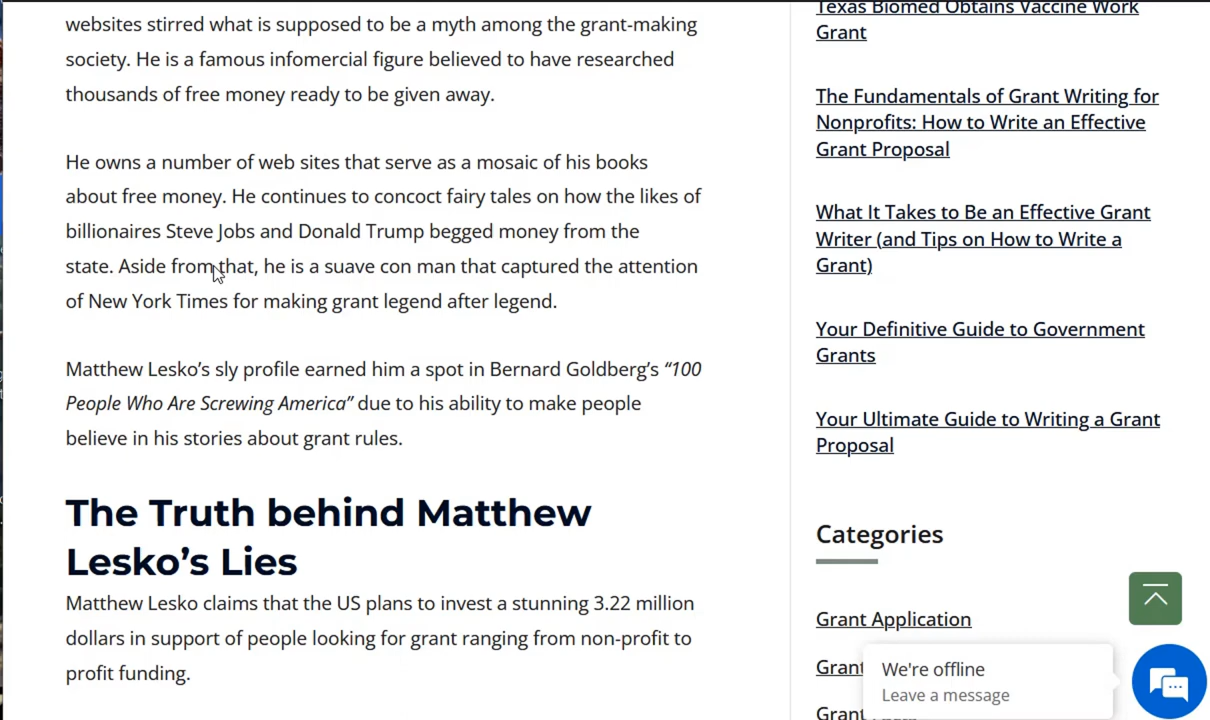 websites stirred what is supposed to be a myth among the grant-making
society. He is a famous infomercial figure believed to have researched
thousands of free money ready to be given away.
He owns a number of web sites that serve as a mosaic of his books
about free money. He continues to concoct fairy tales on how the likes of
billionaires Steve Jobs and Donald Trump begged money from the
state. Aside from that, he is a suave con man that captured the attention
of New York Times for making grant legend after legend.
Matthew Lesko’s sly profile earned him a spot in Bernard Goldberg’s “100
People Who Are Screwing America” due to his ability to make people
believe in his stories about grant rules.
The Truth behind Matthew
Lesko’s Lies
Matthew Lesko claims that the US plans to invest a stunning 3.22 million
dollars in support of people looking for grant ranging from non-profit to
profit funding.
Texas Biomed Obtains Vaccine Work
Grant
The Fundamentals of Grant Writing for
Nonprofits: How to Write an Effective
Grant Proposal
What It Takes to Be an Effective Grant
Writer (and Tips on How to Write a
Grant)
Your Definitive Guide to Government
Grants
Your Ultimate Guide to Writing a Grant
Proposal
Categories
Grant Application
Grant
Grant
We're offline
Leave a message